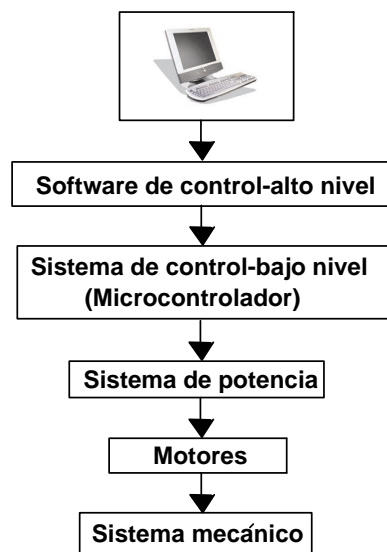 Software de control-alto nivel
Sistema de control-bajo nivel
(Microcontrolador)
Sistema de potencia
Motores
Sistema mecánico